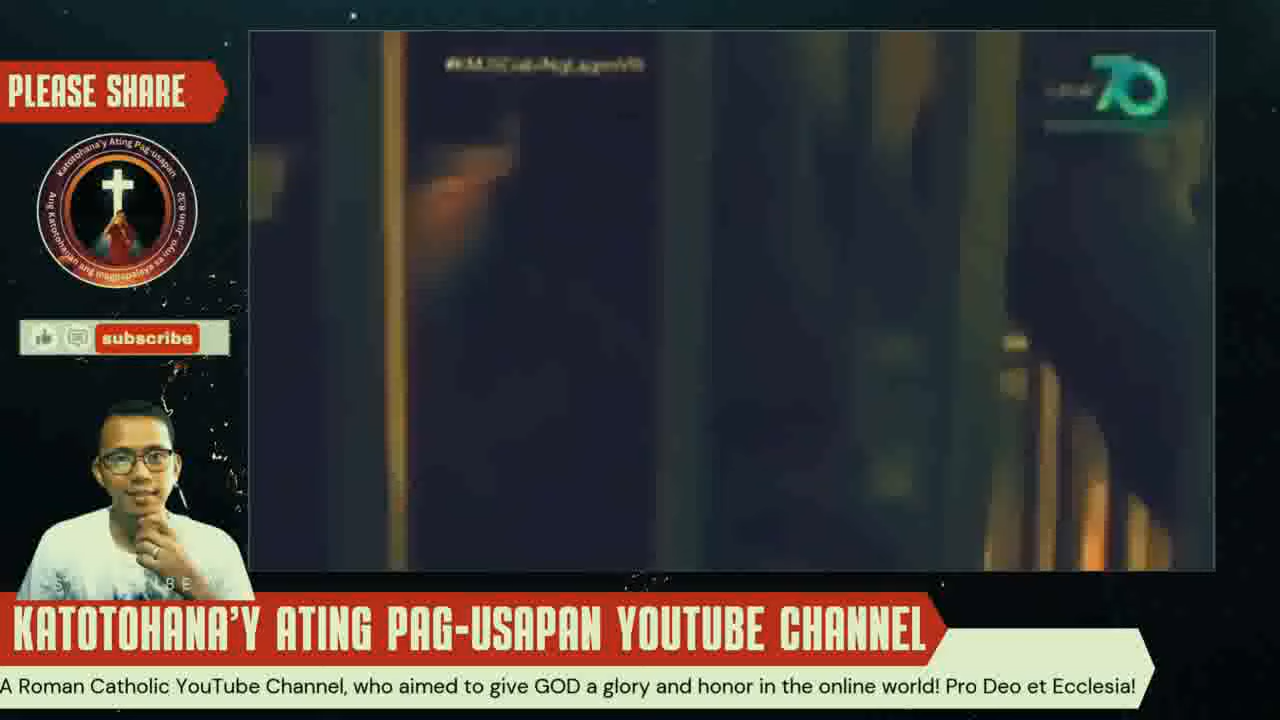 PLEASE SHARE
Katotohana'y Ating Pag-usapan
Ang Katotohanan ang magpapalaya sa inyo. Juan 8:32
subscribe
70
KATOTOHANA'Y ATING PAG-USAPAN YOUTUBE CHANNEL
A Roman Catholic YouTube Channel, who aimed to give GOD a glory and honor in the online world! Pro Deo et Ecclesia!